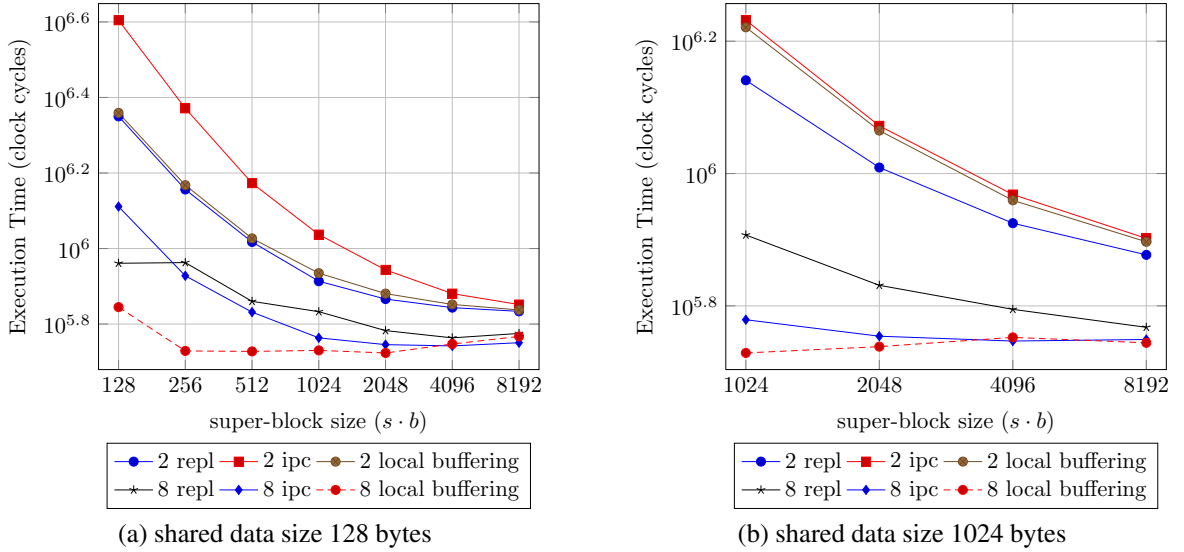 10^6.6
10^6.4
10^6.2
10^6
10^5.8
Execution Time (clock cycles)
128 256 512 1024 2048 4096 8192
super-block size (s · b)
2 repl 2 ipc 2 local buffering
8 repl 8 ipc 8 local buffering
(a) shared data size 128 bytes
10^6.2
10^6
10^5.8
Execution Time (clock cycles)
1024 2048 4096 8192
super-block size (s · b)
2 repl 2 ipc 2 local buffering
8 repl 8 ipc 8 local buffering
(b) shared data size 1024 bytes